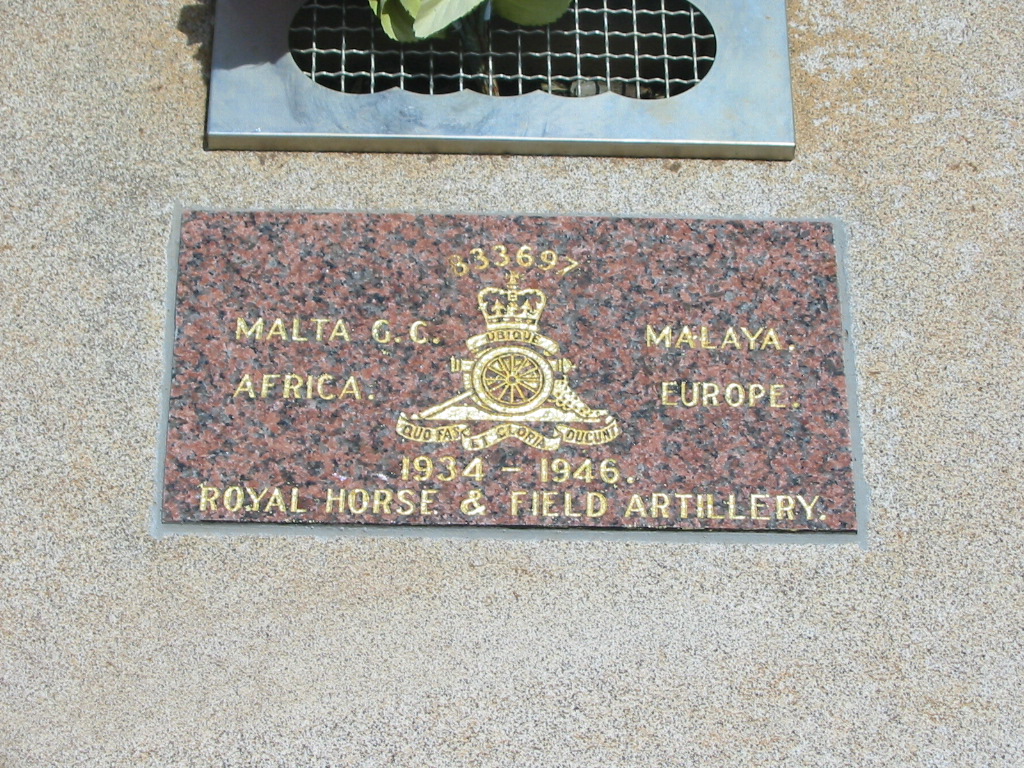 833697
UBIQUE
MALTA G.C. MALAYA.
AFRICA. EUROPE.
QUO FAS ET GLORIA DUCUNT
1934 - 1946.
ROYAL HORSE & FIELD ARTILLERY.